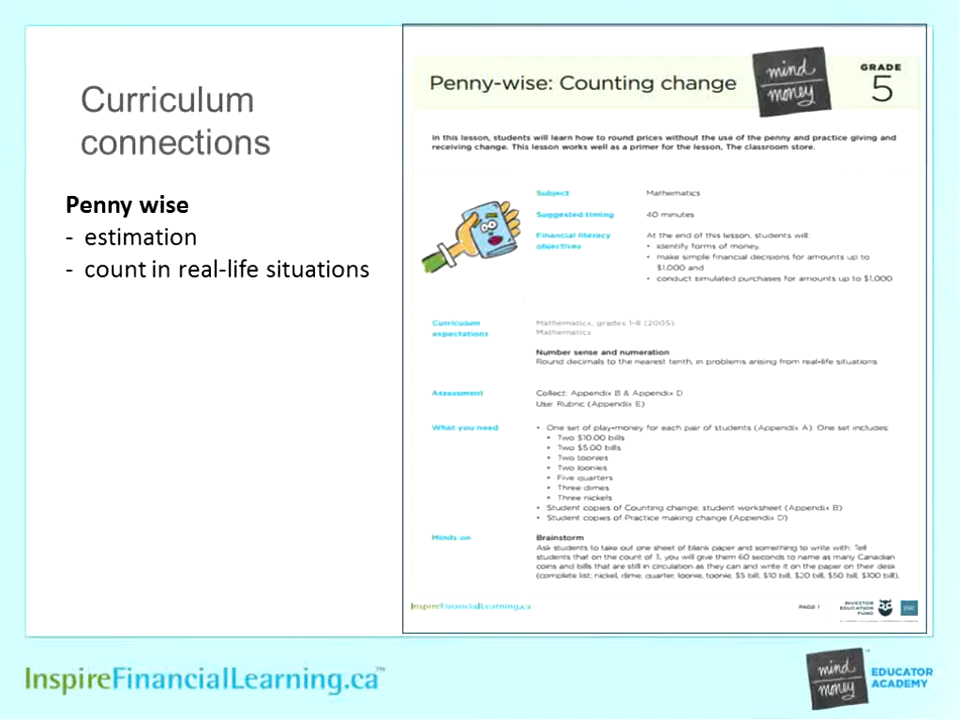 Curriculum
connections
Penny wise
- estimation
- count in real-life situations
Penny-wise: Counting change
mind
money
GRADE
5
In this lesson, students will learn how to round prices without the use of the penny and practice giving and
receiving change. This lesson works well as a primer for the lesson, The classroom store.
Subject Mathematics
Suggested timing 40 minutes
Financial literacy At the end of this lesson, students will:
objectives • identify forms of money,
• make simple financial decisions for amounts up to
$1,000 and
• conduct simulated purchases for amounts up to $1,000
Curriculum Mathematics, grades 1–8 (2005)
expectations Mathematics
Number sense and numeration
Round decimals to the nearest tenth, in problems arising from real-life situations
Assessment Collect: Appendix B & Appendix D
Use: Rubric (Appendix E)
What you need • One set of play-money for each pair of students (Appendix A). One set includes:
• Two $10.00 bills
• Two $5.00 bills
• Two toonies
• Two loonies
• Five quarters
• Three dimes
• Three nickels
• Student copies of Counting change: student worksheet (Appendix B)
• Student copies of Practice making change (Appendix D)
Minds on Brainstorm
Ask students to take out one sheet of blank paper and something to write with. Tell
students that on the count of 3, you will give them 60 seconds to name as many Canadian
coins and bills that are still in circulation as they can and write it on the paper on their desk
(complete list: nickel, dime, quarter, loonie, toonie, $5 bill, $10 bill, $20 bill, $50 bill, $100 bill).
InspireFinancialLearning.ca
PAGE 1
INVESTOR
EDUCATION
FUND
InspireFinancialLearning.ca™
mind
money
™
EDUCATOR
ACADEMY